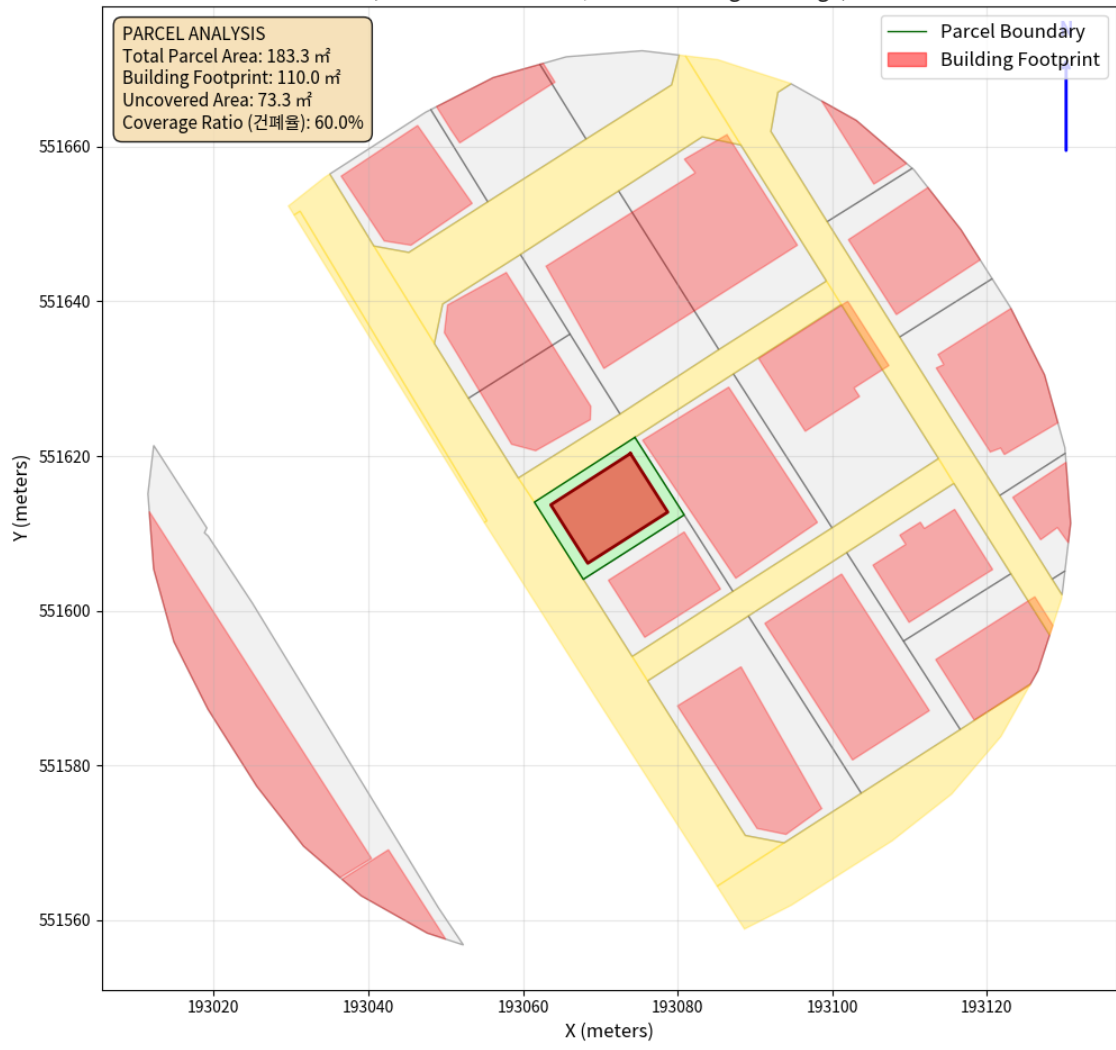 PARCEL ANALYSIS
Total Parcel Area: 183.3 ㎡
Building Footprint: 110.0 ㎡
Uncovered Area: 73.3 ㎡
Coverage Ratio (건폐율): 60.0%
Parcel Boundary
Building Footprint
N
551660
551640
551620
551600
551580
551560
Y (meters)
193020
193040
193060
193080
193100
193120
X (meters)